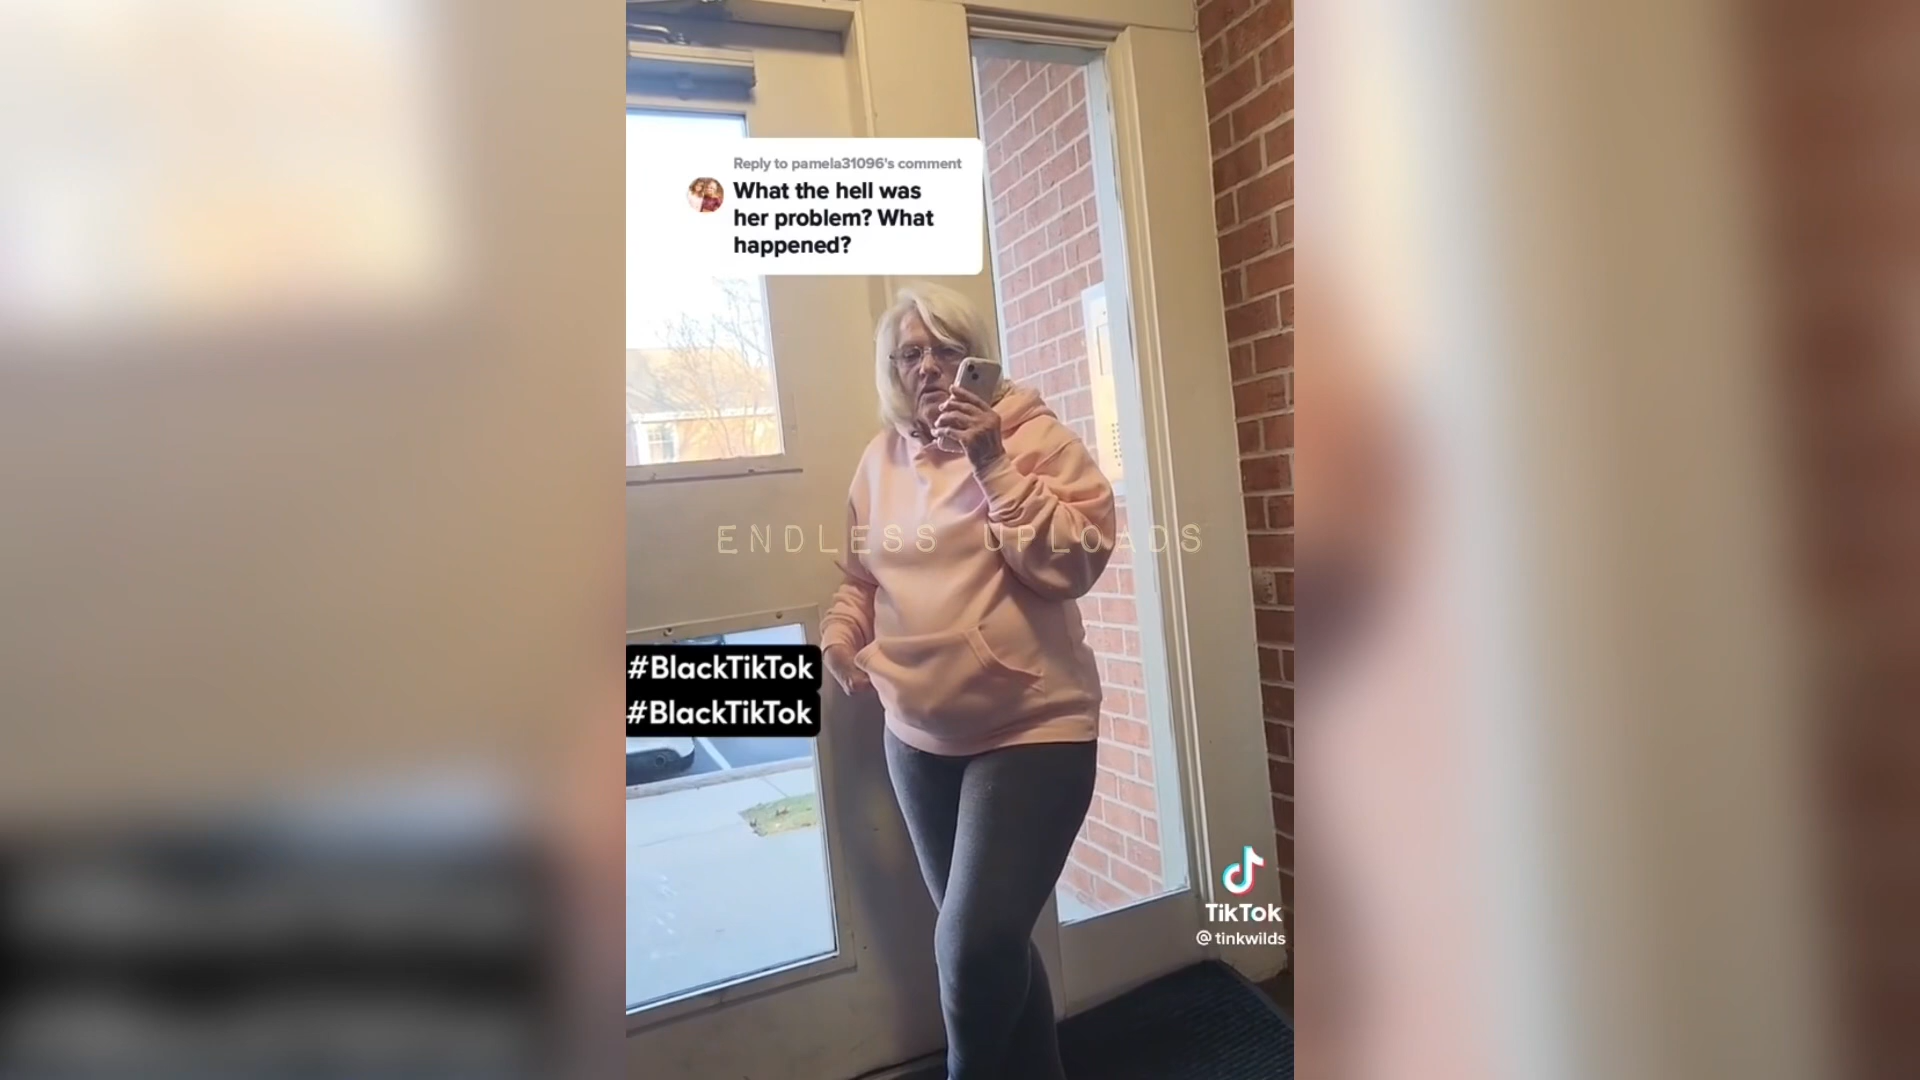 Reply to pamela31096's comment
What the hell was
her problem? What
happened?
ENDLESS UPLOADS
#BlackTikTok
#BlackTikTok
TikTok
@tinkwilds